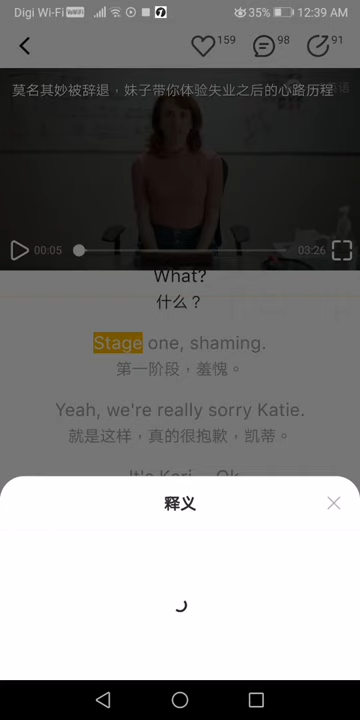 Digi Wi-Fi VoWiFi 35% 12:39 AM
159 98 91
莫名其妙被辞退，妹子带你体验失业之后的心路历程
00:05 03:26
What?
什么？
Stage one, shaming.
第一阶段，羞愧。
Yeah, we're really sorry Katie.
就是这样，真的很抱歉，凯蒂。
释义